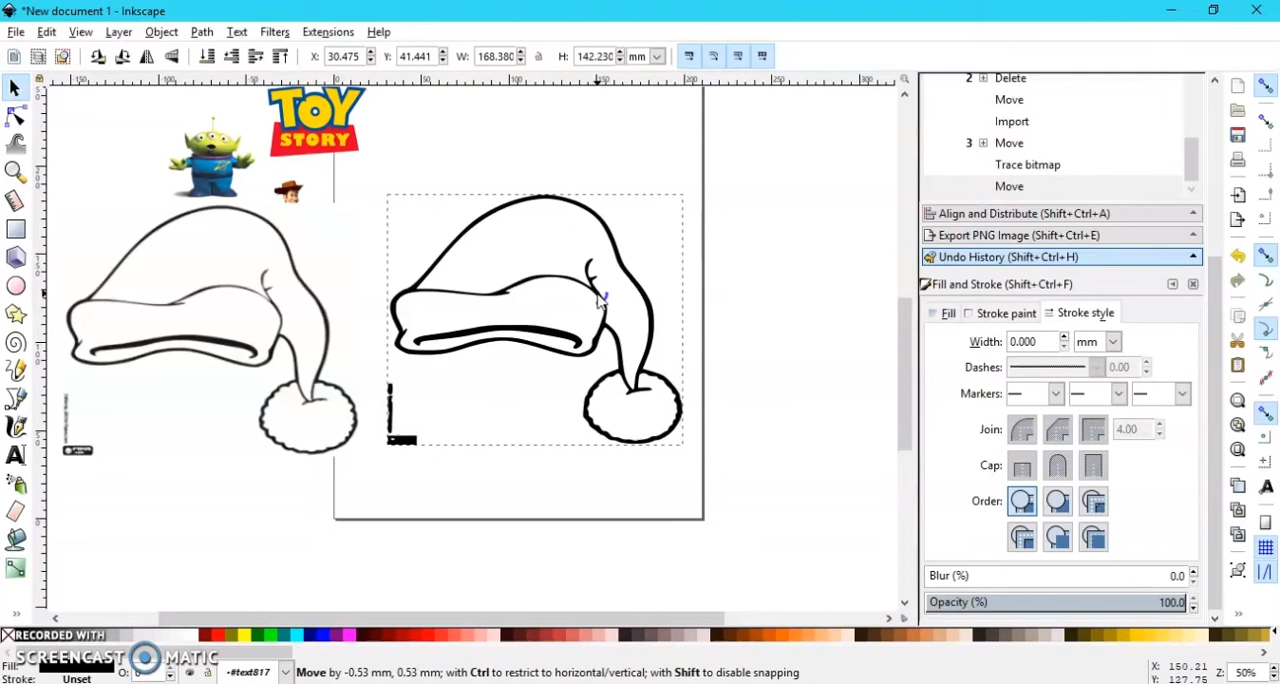 *New document 1 - Inkscape
File Edit View Layer Object Path Text Filters Extensions Help
X: 30.475 Y: 41.441 W: 168.380 H: 142.230 mm
TOY
STORY
2 Delete
Move
Import
3 Move
Trace bitmap
Move
Align and Distribute (Shift+Ctrl+A)
Export PNG Image (Shift+Ctrl+E)
Undo History (Shift+Ctrl+H)
Fill and Stroke (Shift+Ctrl+F)
Fill Stroke paint Stroke style
Width: 0.000 mm
Dashes: 0.00
Markers:
Join: 4.00
Cap:
Order:
Blur (%) 0.0
Opacity (%) 100.0
RECORDED WITH
SCREENCAST MATIC
Fill:
Stroke: Unset
O:
-#text817
Move by -0.53 mm, 0.53 mm; with Ctrl to restrict to horizontal/vertical; with Shift to disable snapping
X: 150.21
Y: 127.75
Z: 50%